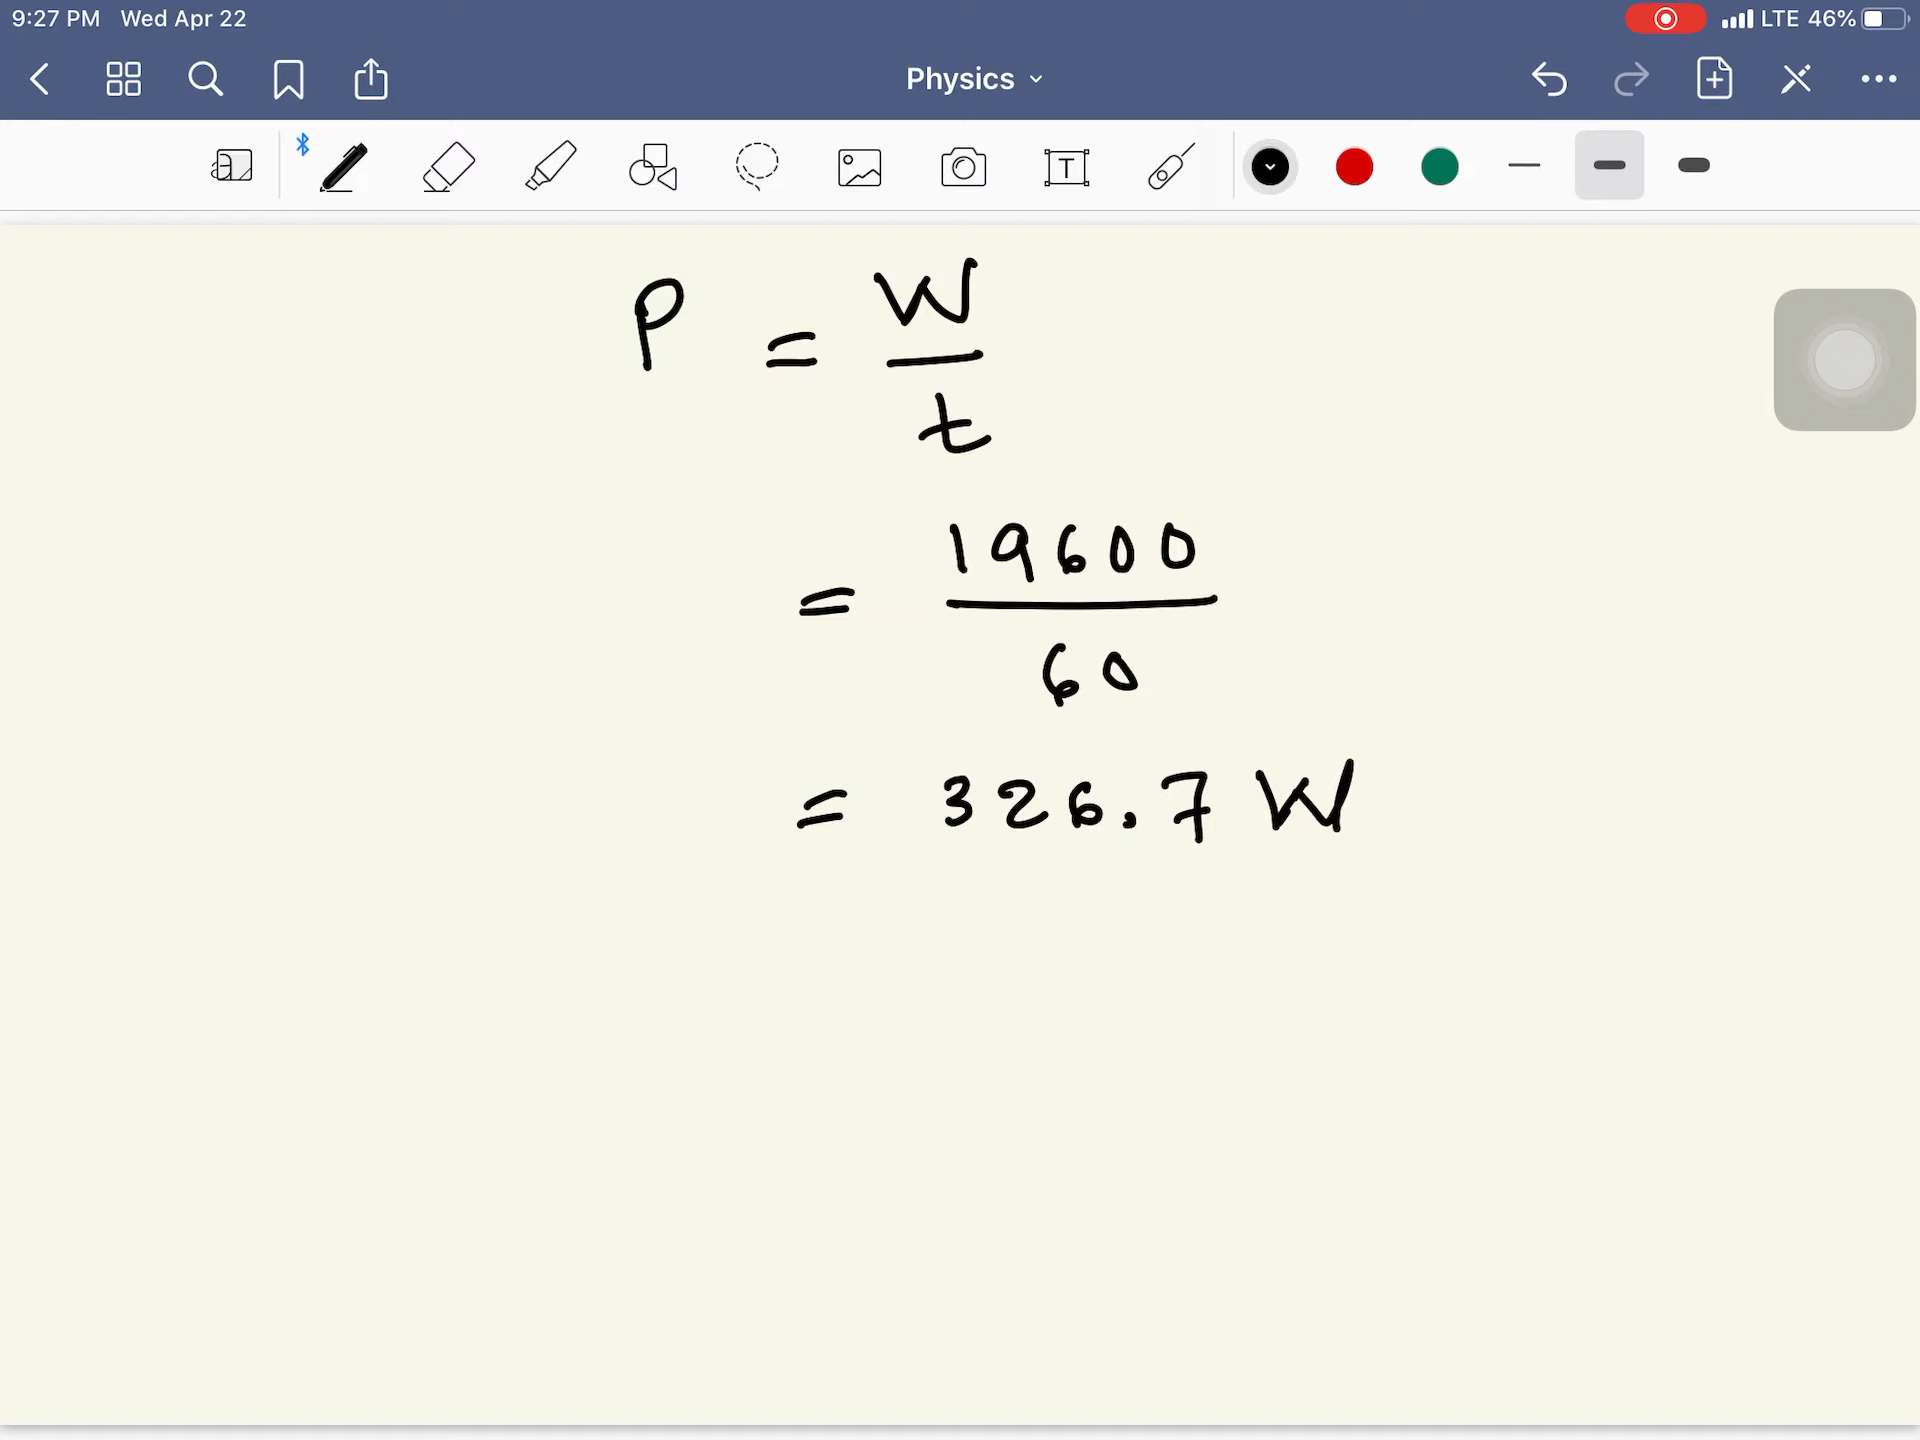 9:27 PM Wed Apr 22 LTE 46%
Physics
T
P = W / t
= 19600 / 60
= 326.7 W